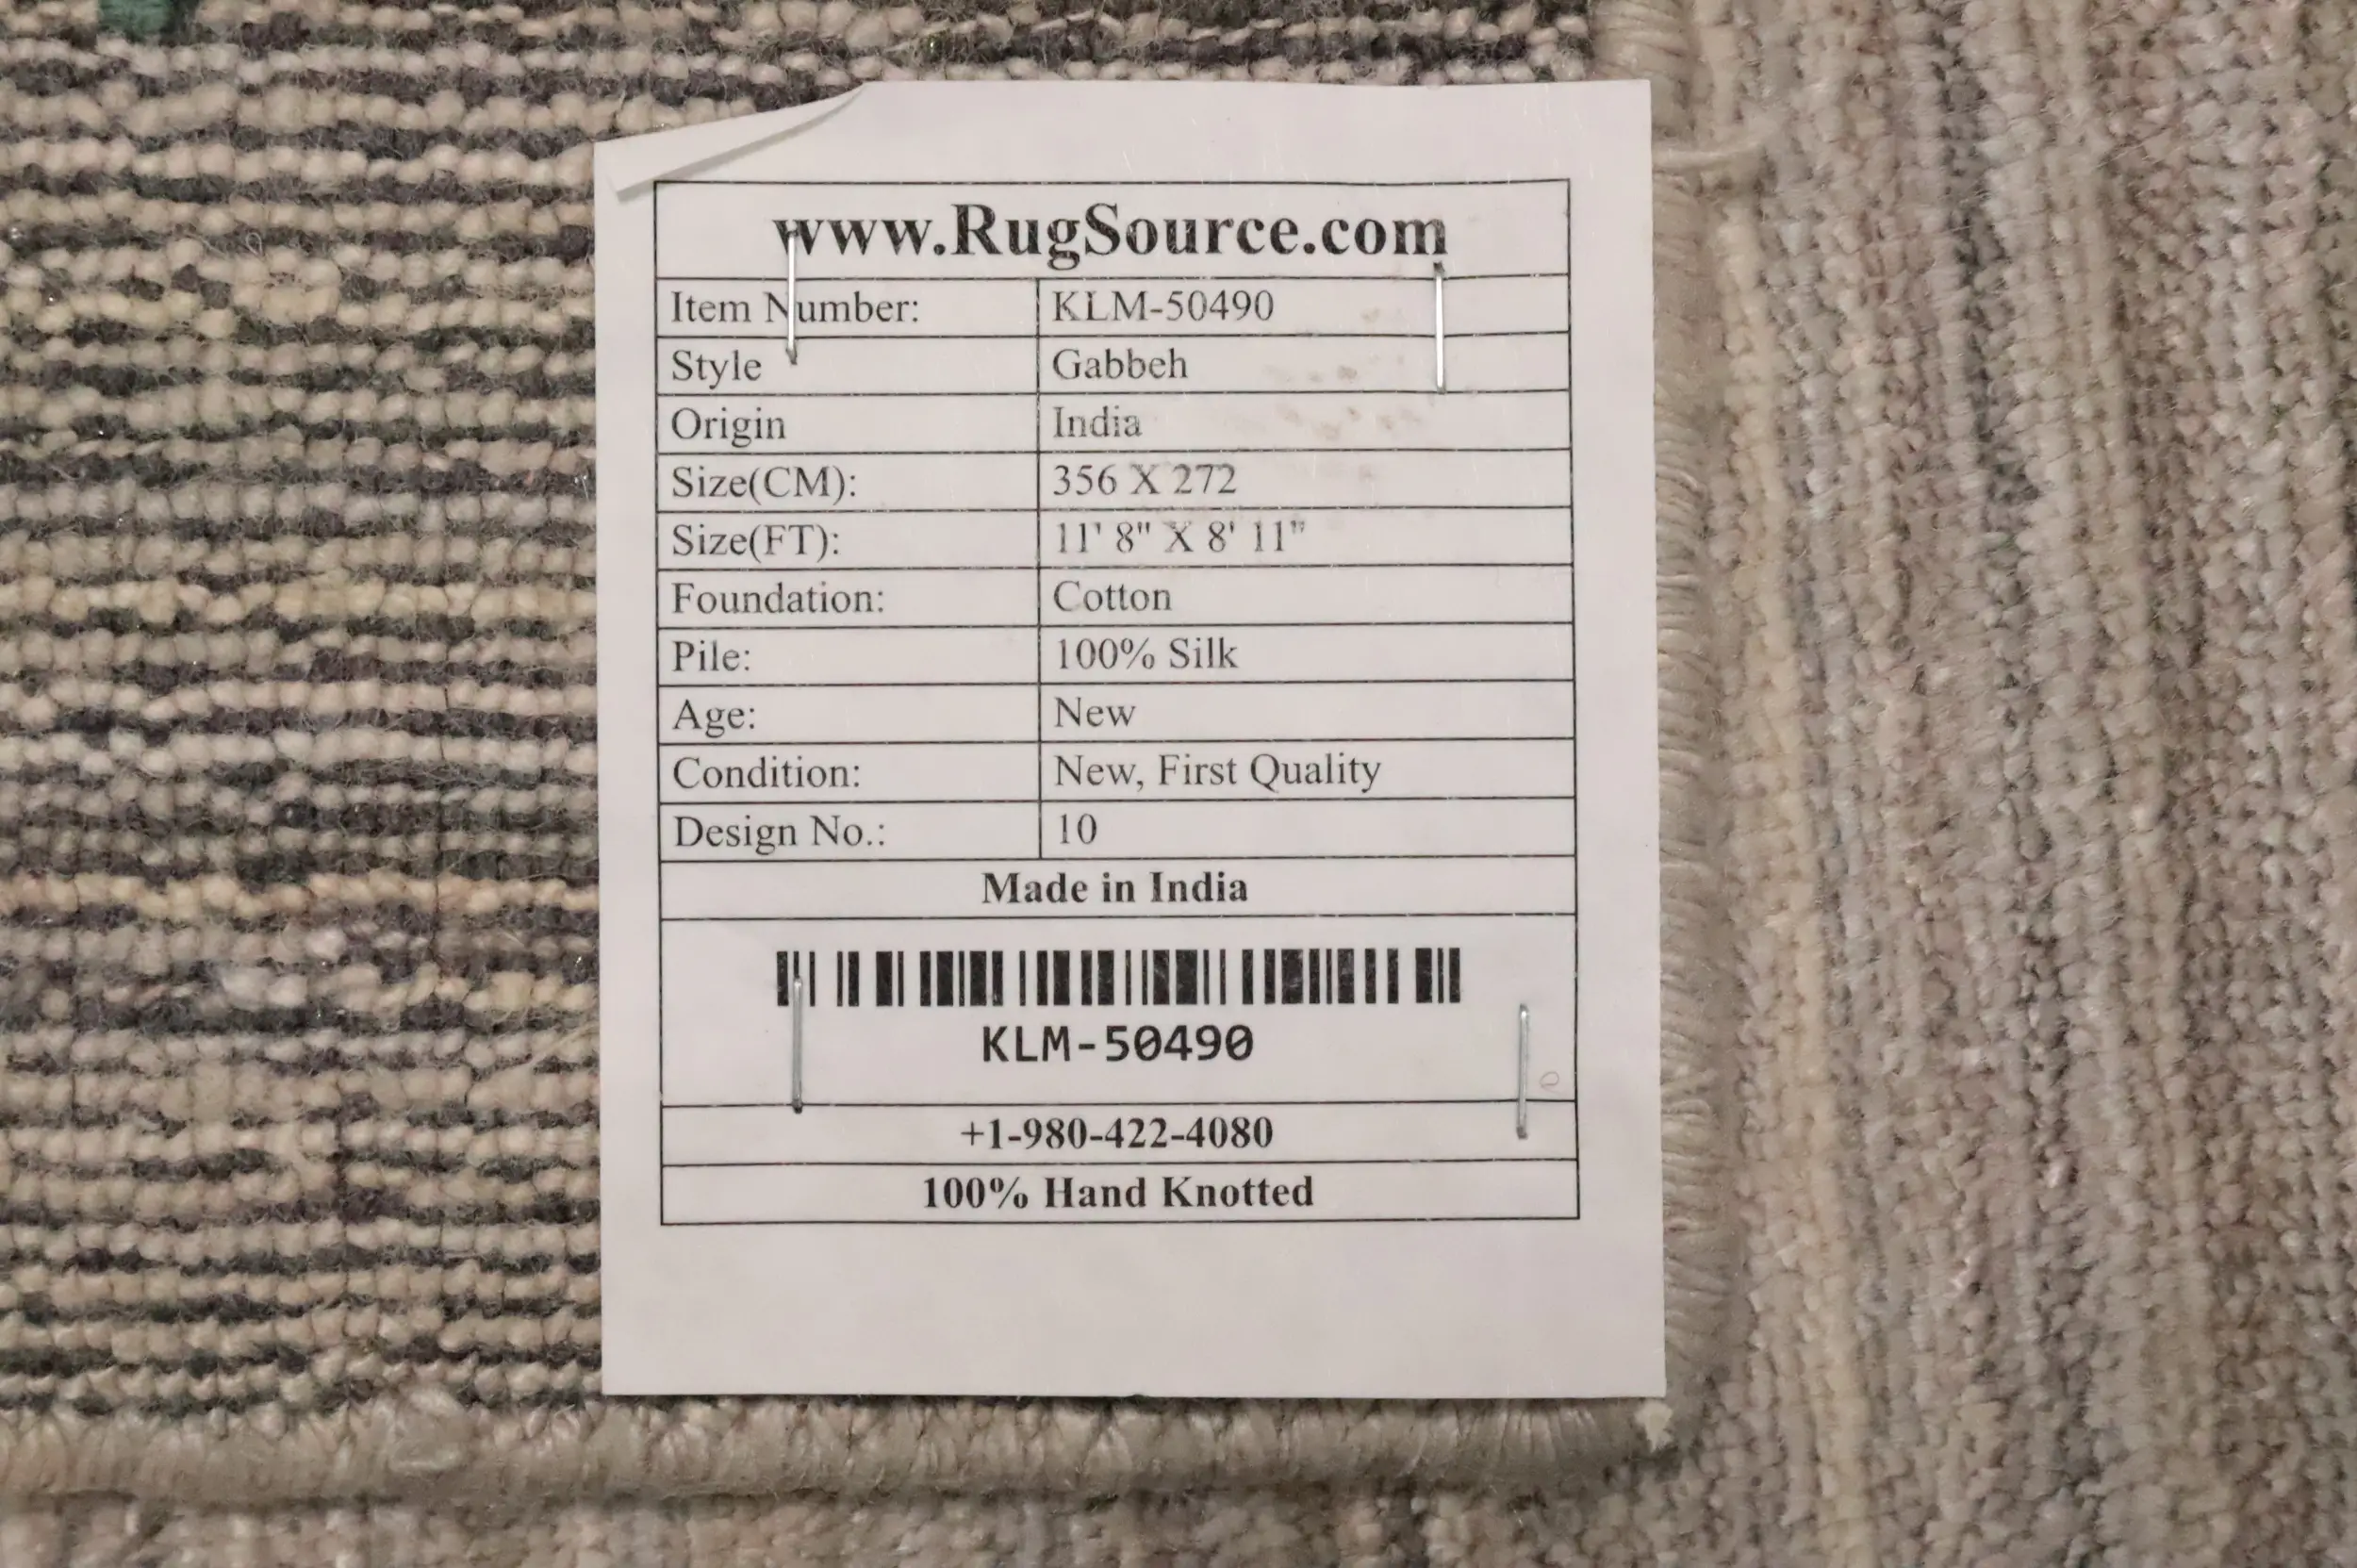 www.RugSource.com
Item Number: KLM-50490
Style Gabbeh
Origin India
Size(CM): 356 X 272
Size(FT): 11' 8" X 8' 11"
Foundation: Cotton
Pile: 100% Silk
Age: New
Condition: New, First Quality
Design No.: 10
Made in India
KLM-50490
+1-980-422-4080
100% Hand Knotted